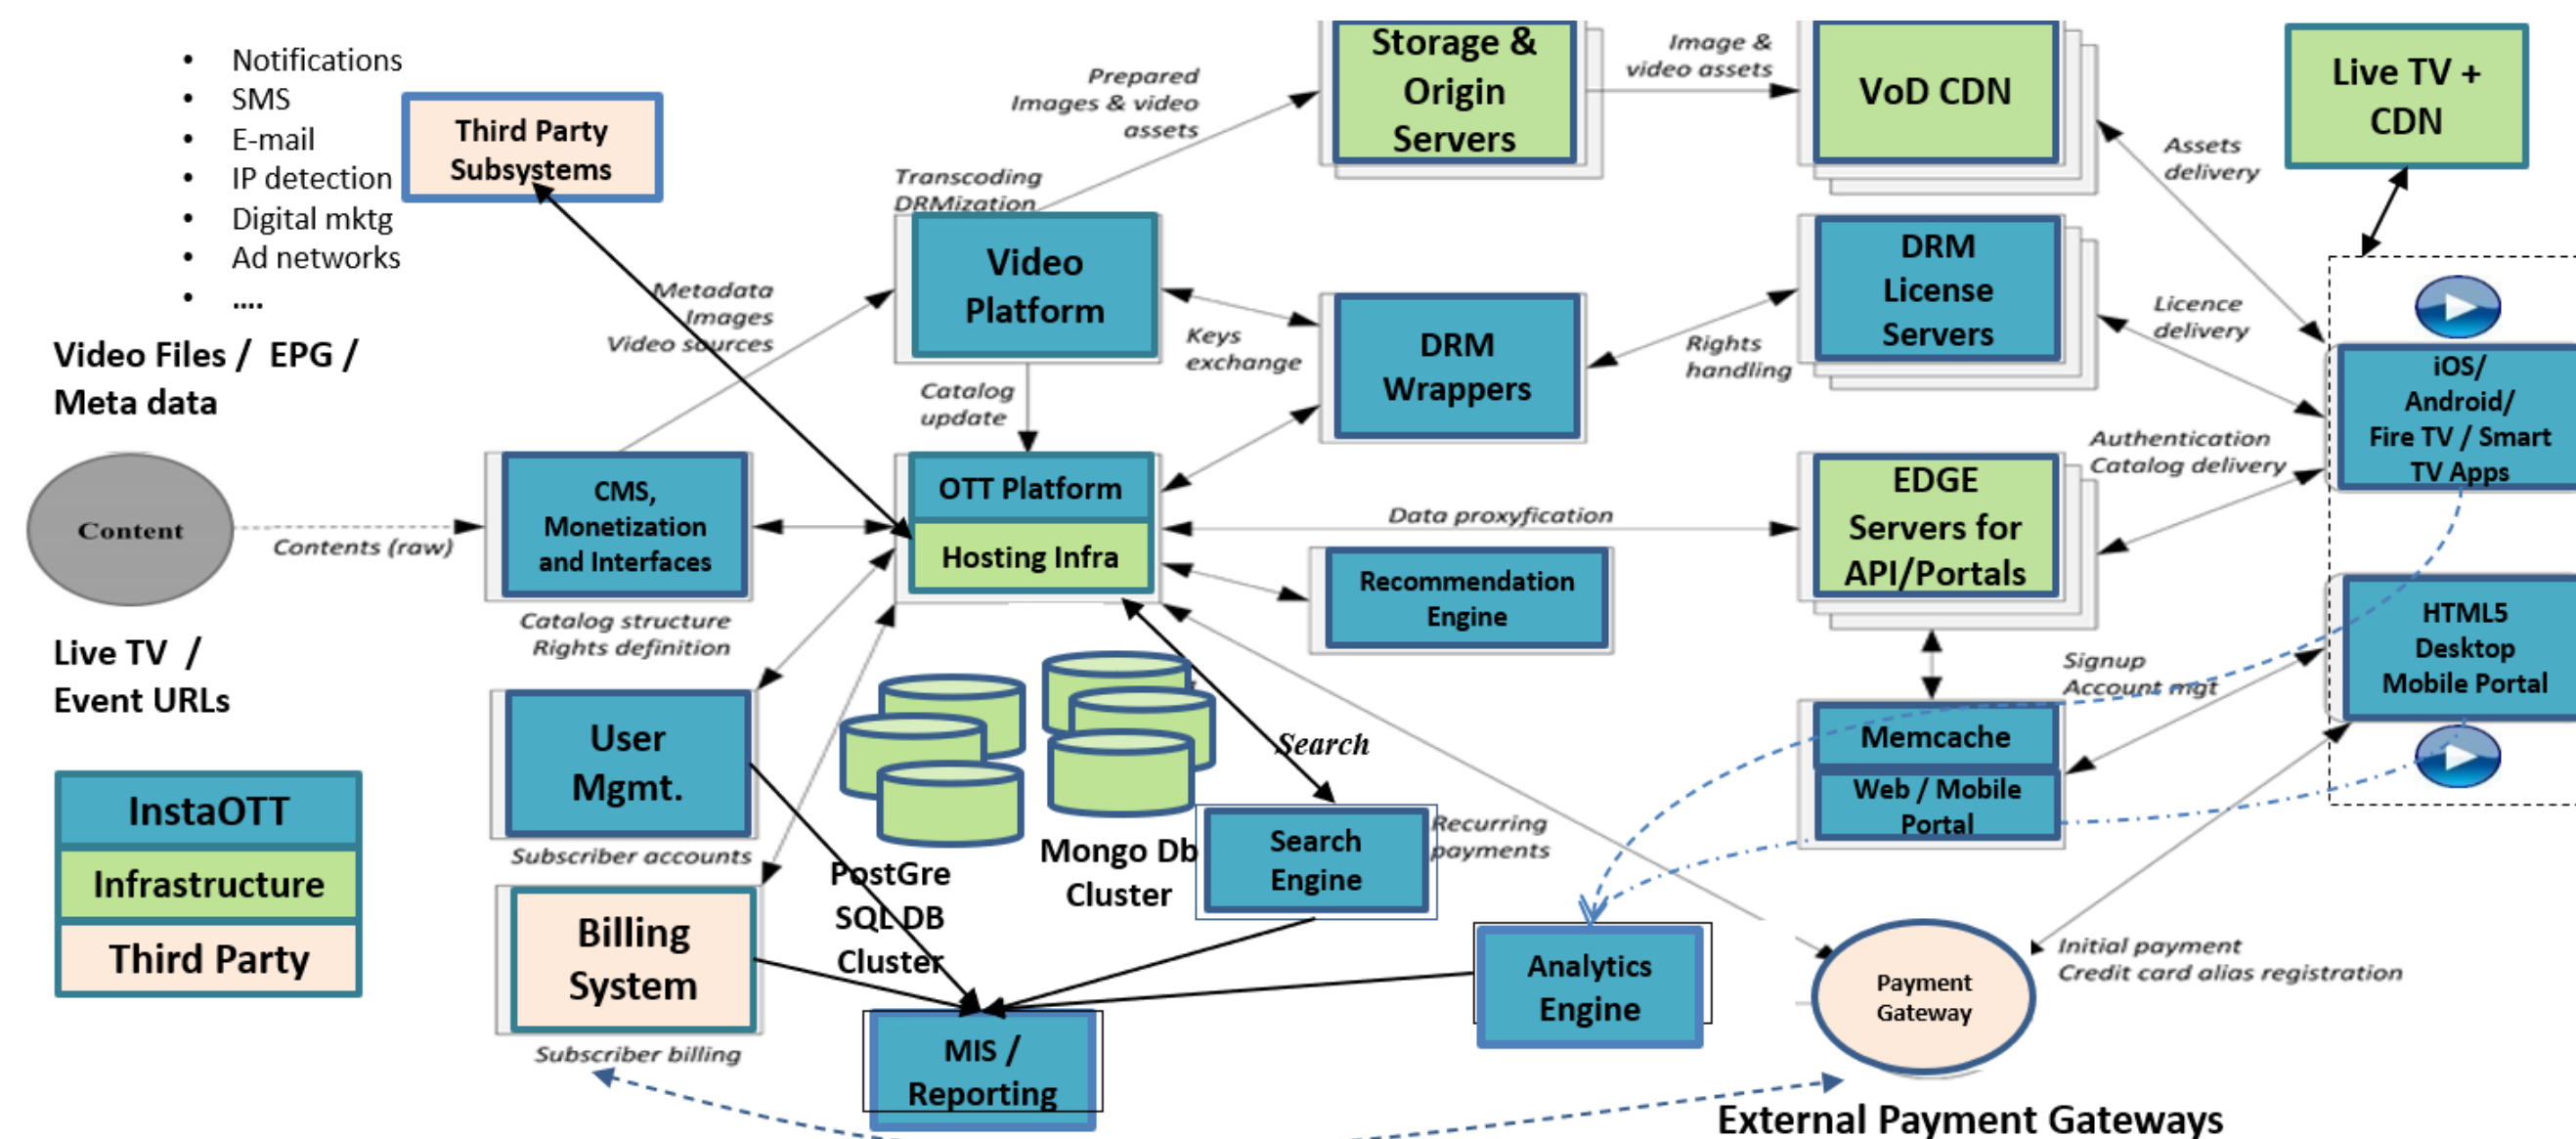 • Notifications
• SMS
• E-mail
• IP detection
• Digital mktg
• Ad networks
• ....
Third Party
Subsystems
Prepared
Images & video
assets
Storage &
Origin
Servers
Image &
video assets
VoD CDN
Live TV +
CDN
Assets
delivery
Transcoding
DRMization
Video
Platform
Metadata
Images
Video sources
Keys
exchange
DRM
Wrappers
Rights
handling
DRM
License
Servers
Licence
delivery
iOS/
Android/
Fire TV / Smart
TV Apps
Video Files / EPG /
Meta data
Catalog
update
Content
Contents (raw)
CMS,
Monetization
and Interfaces
Catalog structure
Rights definition
OTT Platform
Hosting Infra
Data proxyfication
Recommendation
Engine
EDGE
Servers for
API/Portals
Authentication
Catalog delivery
HTML5
Desktop
Mobile Portal
Live TV /
Event URLs
User
Mgmt.
Subscriber accounts
Search
Signup
Account mgt
Memcache
Web / Mobile
Portal
InstaOTT
Infrastructure
Third Party
Billing
System
Subscriber billing
PostGre
SQL DB
Cluster
Mongo Db
Cluster
Search
Engine
Recurring
payments
Analytics
Engine
MIS /
Reporting
Payment
Gateway
Initial payment
Credit card alias registration
External Payment Gateways